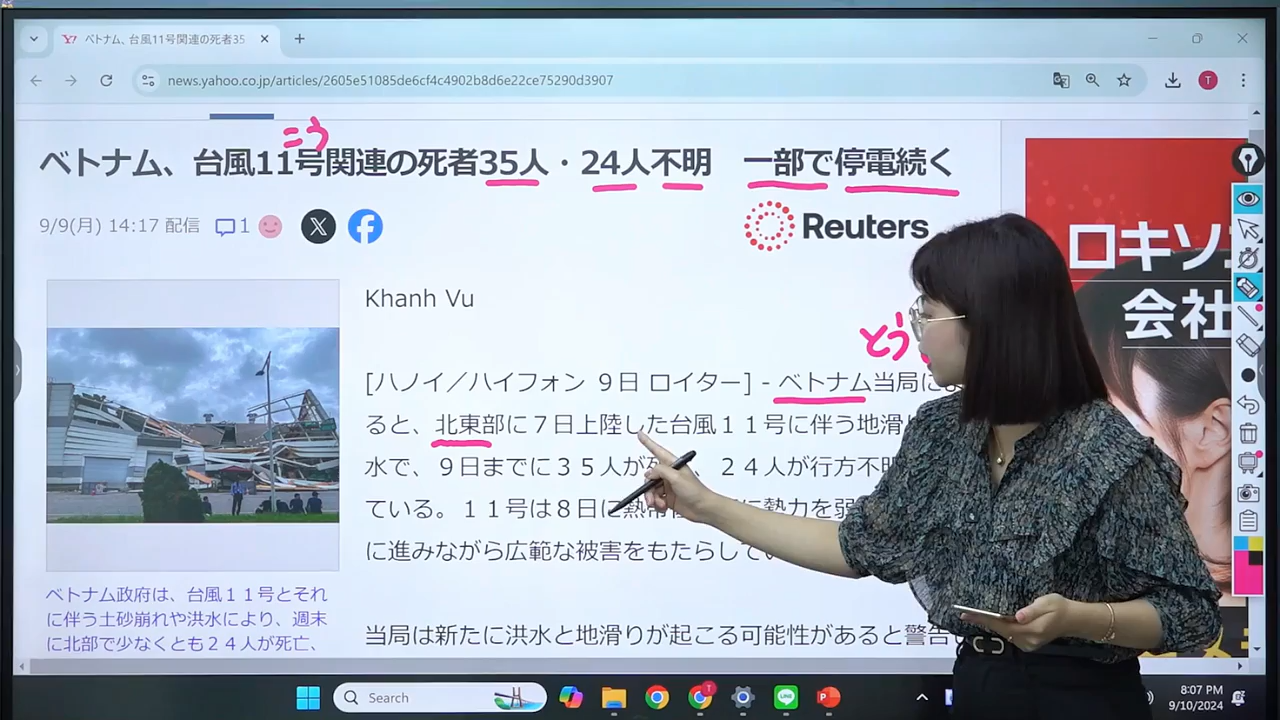 ベトナム、台風11号関連の死者35
news.yahoo.co.jp/articles/2605e51085de6cf4c4902b8d6e22ce75290d3907
T
こう
ベトナム、台風11号関連の死者35人・24人不明　一部で停電続く
9/9(月) 14:17 配信
1
Reuters
ロキソ
会社
Khanh Vu
とう
[ハノイ／ハイフォン ９日 ロイター] - ベトナム当局によ
ると、北東部に７日上陸した台風１１号に伴う地滑り
水で、９日までに３５人が死、２４人が行方不明
ている。１１号は８日に熱帯低に勢力を弱
に進みながら広範な被害をもたらしてい
ベトナム政府は、台風１１号とそれ
に伴う土砂崩れや洪水により、週末
に北部で少なくとも２４人が死亡、
当局は新たに洪水と地滑りが起こる可能性があると警告し
Search
T
LINE
P
8:07 PM
9/10/2024